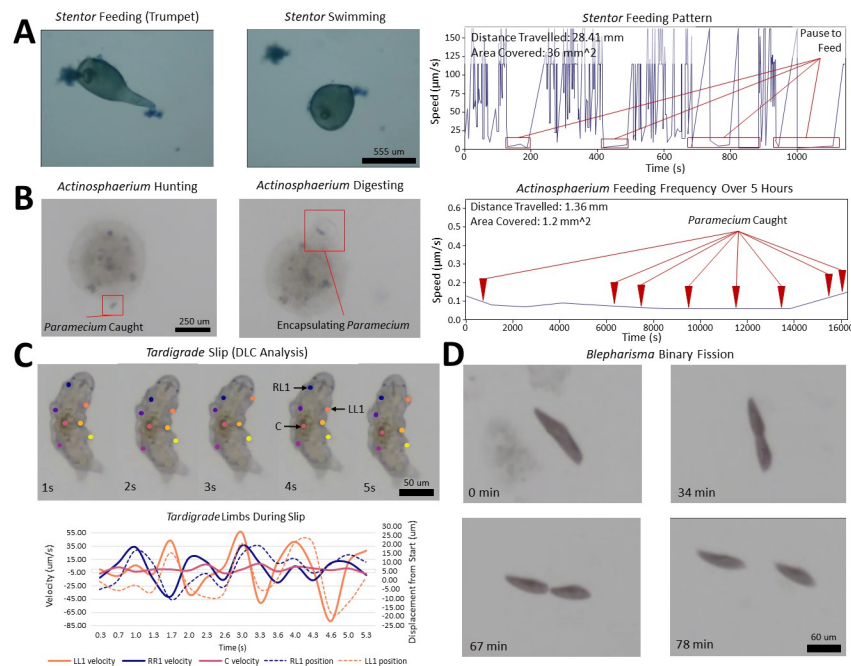 A
Stentor Feeding (Trumpet)
Stentor Swimming
555 um
Stentor Feeding Pattern
Distance Travelled: 28.41 mm
Area Covered: 36 mm^2
Pause to
Feed
Speed (µm/s)
150
125
100
75
50
25
0
0 200 400 600 800 1000
Time (s)
B
Actinosphaerium Hunting
Actinosphaerium Digesting
Paramecium Caught
250 um
Encapsulating Paramecium
Actinosphaerium Feeding Frequency Over 5 Hours
Distance Travelled: 1.36 mm
Area Covered: 1.2 mm^2
Paramecium Caught
Speed (µm/s)
0.6
0.5
0.4
0.3
0.2
0.1
0.0
0 2000 4000 6000 8000 10000 12000 14000 16000
Time (s)
C
Tardigrade Slip (DLC Analysis)
RL1
LL1
C
1s
2s
3s
4s
5s
50 um
Tardigrade Limbs During Slip
Velocity (µm/s)
55.00
35.00
15.00
-5.00
-25.00
-45.00
-65.00
-85.00
30.00
25.00
20.00
15.00
10.00
5.00
0.00
-5.00
-10.00
-15.00
-20.00
-25.00
Displacement from Start (um)
0.3 0.7 1.0 1.3 1.7 2.0 2.3 2.6 3.0 3.3 3.6 4.0 4.3 4.6 5.0 5.3
Time (s)
LL1 velocity RR1 velocity C velocity RL1 position LL1 position
D
Blepharisma Binary Fission
0 min
34 min
67 min
78 min
60 um